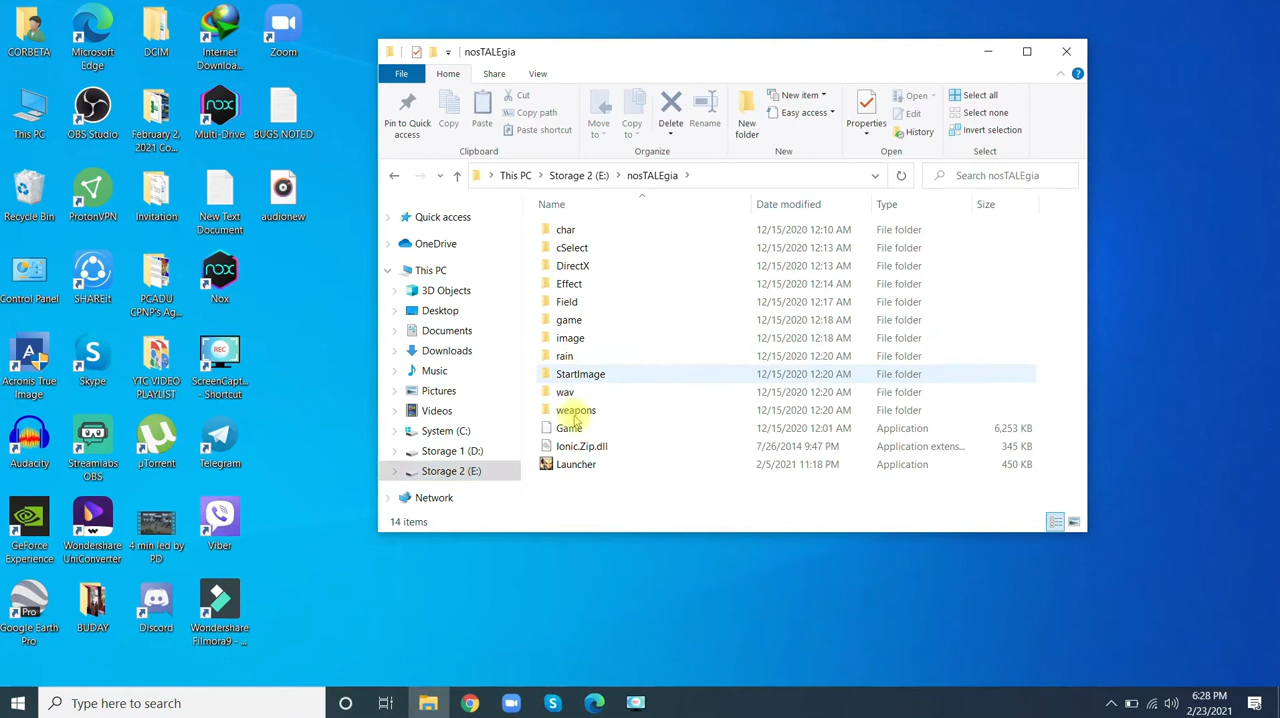 CORBETA
Microsoft Edge
DCIM
Internet Downloa...
Zoom
This PC
OBS Studio
February 2, 2021 Co...
Multi-Drive
BUGS NOTED
Recycle Bin
ProtonVPN
Invitation
New Text Document
audionew
Control Panel
SHAREit
PCADU CPNP's Ag...
Nox
Acronis True Image
Skype
YTC VIDEO PLAYLIST
ScreenCapt... - Shortcut
Audacity
Streamlabs OBS
µTorrent
Telegram
GeForce Experience
Wondershare UniConverter
4 min led by PD
Viber
Google Earth Pro
BUDAY
Discord
Wondershare Filmora9 - ...
nosTALEgia
File
Home
Share
View
Pin to Quick access
Copy
Paste
Cut
Copy path
Paste shortcut
Clipboard
Move to
Copy to
Delete
Rename
Organize
New folder
New item
Easy access
New
Properties
Open
Edit
History
Open
Select all
Select none
Invert selection
Select
This PC > Storage 2 (E:) > nosTALEgia >
Search nosTALEgia
Quick access
OneDrive
This PC
3D Objects
Desktop
Documents
Downloads
Music
Pictures
Videos
System (C:)
Storage 1 (D:)
Storage 2 (E:)
Network
Name Date modified Type Size
char 12/15/2020 12:10 AM File folder
cSelect 12/15/2020 12:13 AM File folder
DirectX 12/15/2020 12:13 AM File folder
Effect 12/15/2020 12:14 AM File folder
Field 12/15/2020 12:17 AM File folder
game 12/15/2020 12:18 AM File folder
image 12/15/2020 12:18 AM File folder
rain 12/15/2020 12:20 AM File folder
StartImage 12/15/2020 12:20 AM File folder
wav 12/15/2020 12:20 AM File folder
weapons 12/15/2020 12:20 AM File folder
Game 12/15/2020 12:01 AM Application 6,253 KB
Ionic.Zip.dll 7/26/2014 9:47 PM Application extens... 345 KB
Launcher 2/5/2021 11:18 PM Application 450 KB
14 items
Type here to search
6:28 PM
2/23/2021